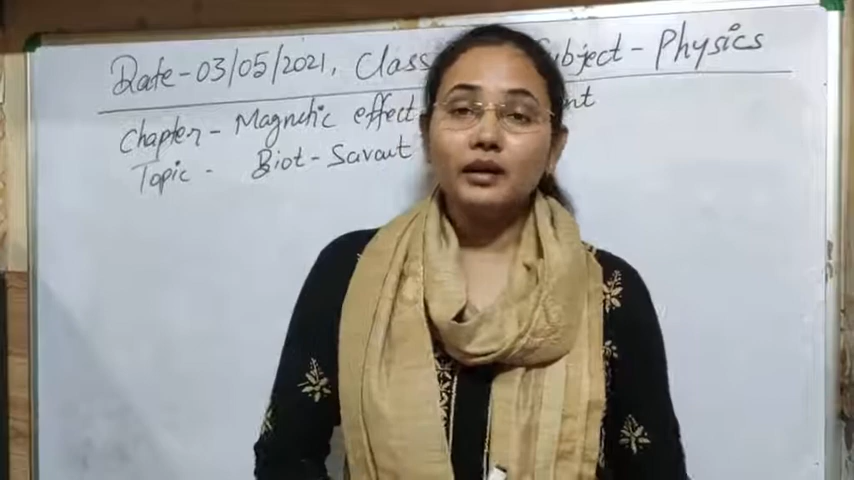 Date - 03/05/2021, Class Subject - Physics
Chapter - Magnetic effect
Topic - Biot - Savart